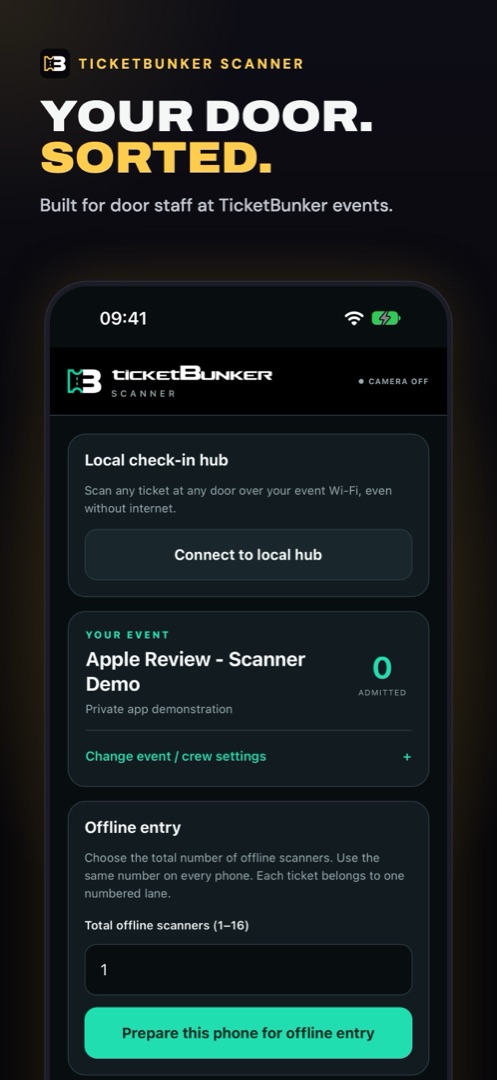 TICKETBUNKER SCANNER
YOUR DOOR.
SORTED.
Built for door staff at TicketBunker events.
09:41
TICKETBUNKER
SCANNER
CAMERA OFF
Local check-in hub
Scan any ticket at any door over your event Wi-Fi, even
without internet.
Connect to local hub
YOUR EVENT
Apple Review - Scanner
Demo
0
ADMITTED
Private app demonstration
Change event / crew settings
+
Offline entry
Choose the total number of offline scanners. Use the
same number on every phone. Each ticket belongs to one
numbered lane.
Total offline scanners (1–16)
1
Prepare this phone for offline entry